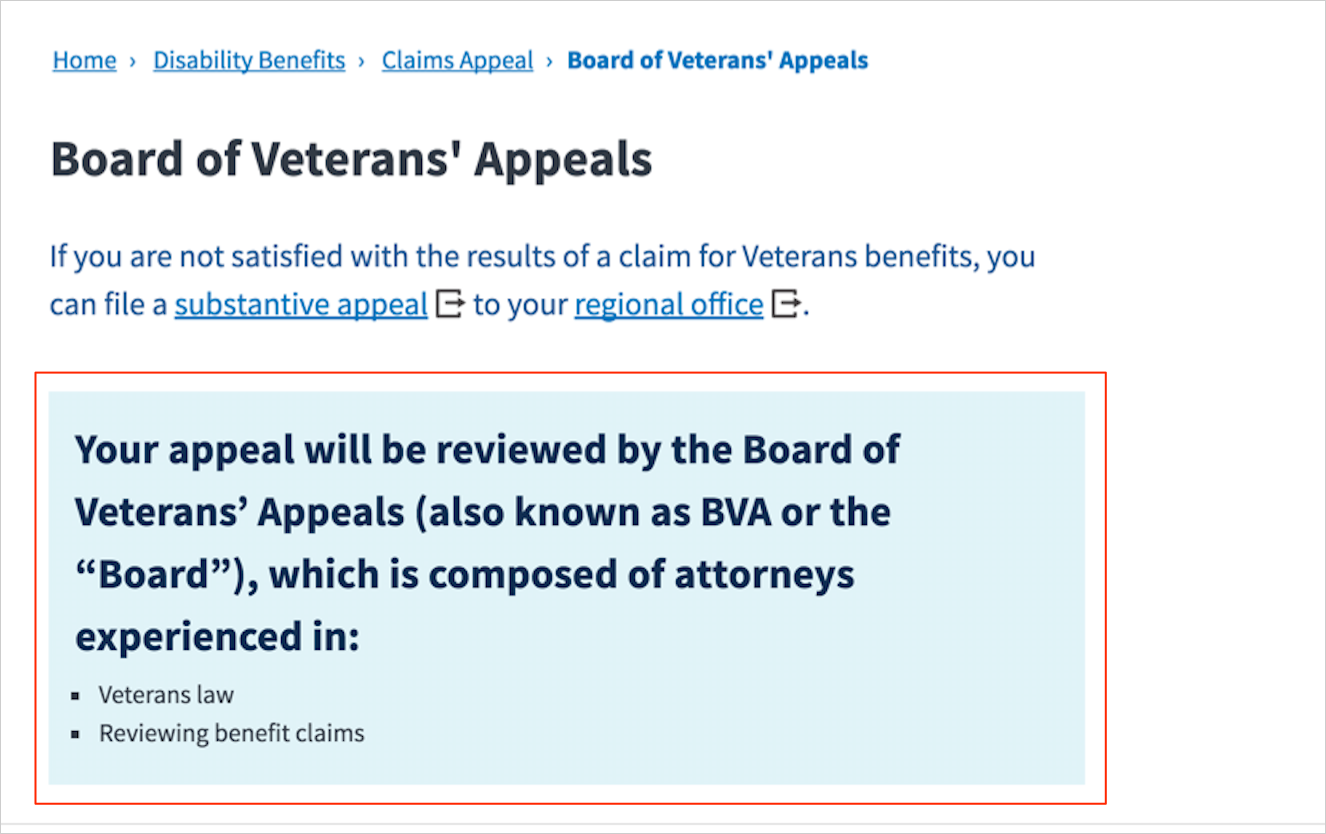 Home › Disability Benefits › Claims Appeal › Board of Veterans' Appeals
Board of Veterans' Appeals
If you are not satisfied with the results of a claim for Veterans benefits, you
can file a substantive appeal to your regional office.
Your appeal will be reviewed by the Board of
Veterans’ Appeals (also known as BVA or the
“Board”), which is composed of attorneys
experienced in:
▪ Veterans law
▪ Reviewing benefit claims